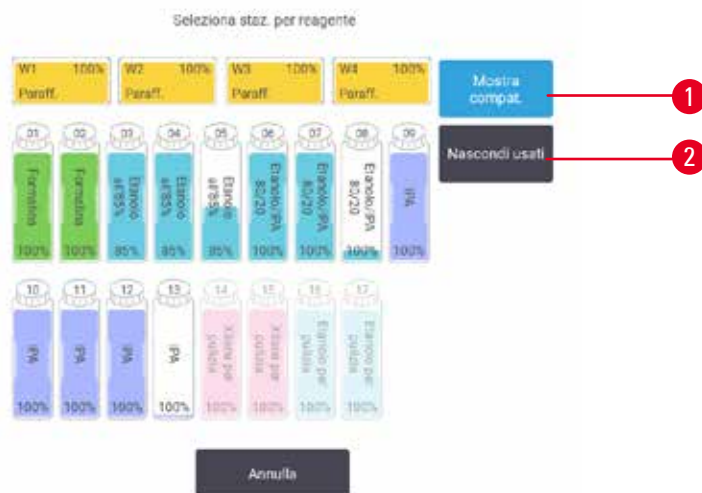 Seleziona staz. per reagente
W1 100%
Paraff.
W2 100%
Paraff.
W3 100%
Paraff.
W4 100%
Paraff.
Mostra
compat.
1
01
Formalina
100%
02
Formalina
100%
03
Etanolo
all'85%
85%
04
Etanolo
all'85%
85%
05
Etanolo
all'85%
85%
06
Etanolo/IPA
80/20
100%
07
Etanolo/IPA
80/20
100%
08
Etanolo/IPA
80/20
100%
09
IPA
100%
Nascondi usati
2
10
IPA
100%
11
IPA
100%
12
IPA
100%
13
IPA
100%
14
Xilene per
pulizia
100%
15
Xilene per
pulizia
100%
16
Etanolo per
pulizia
100%
17
Etanolo per
pulizia
100%
Annulla